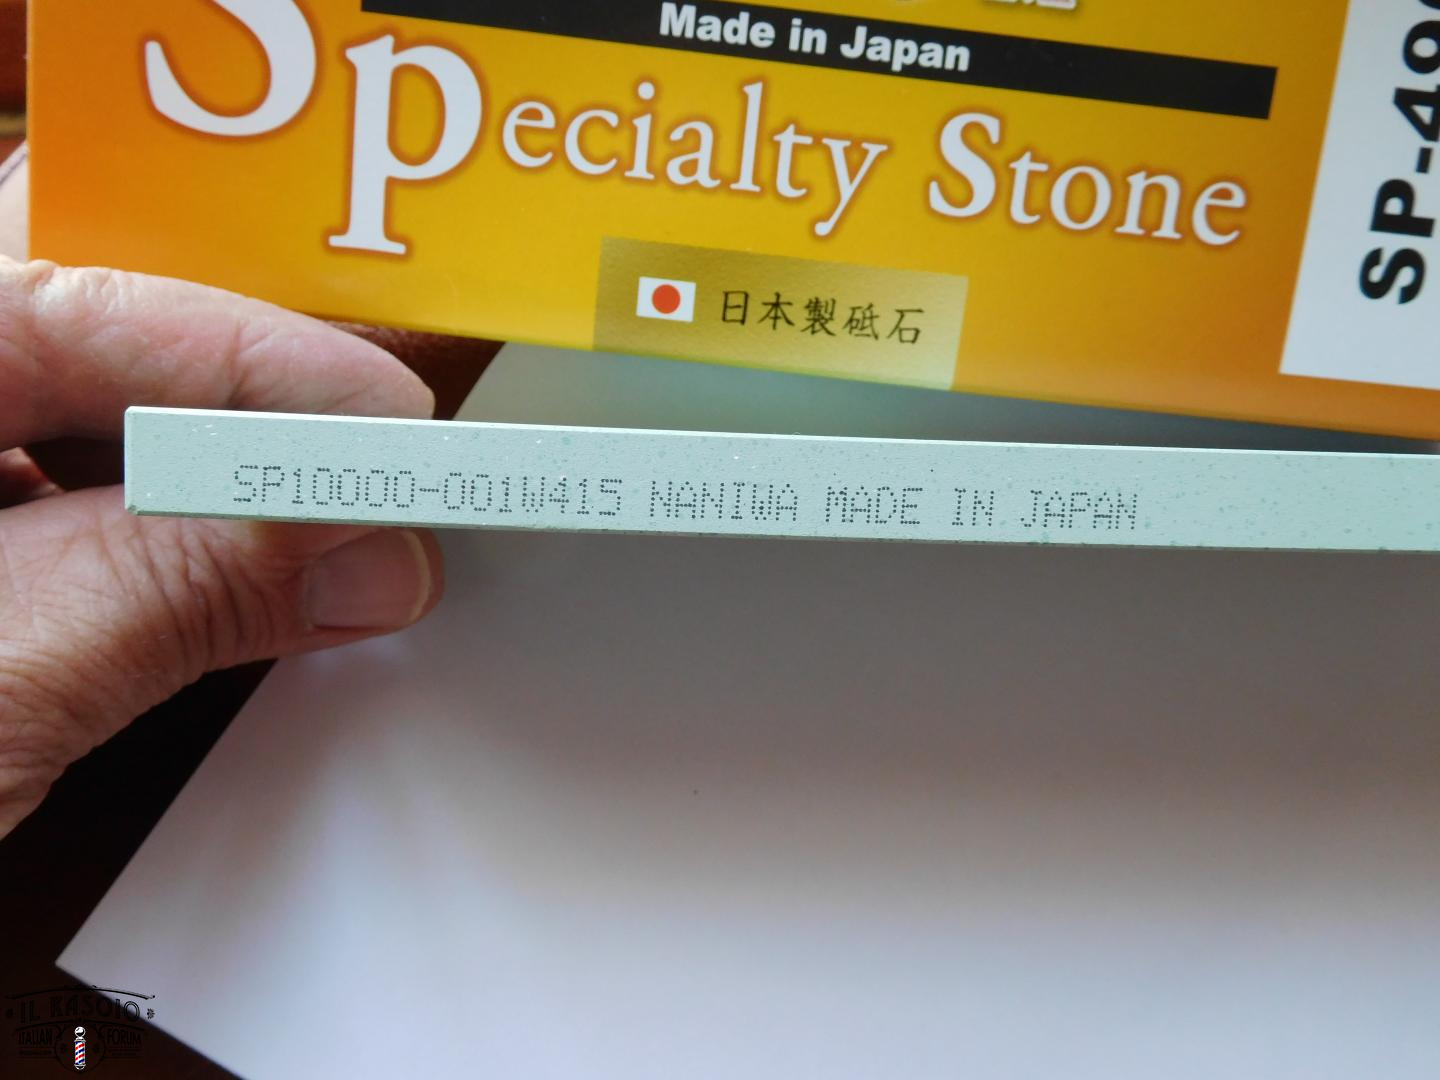 Made in Japan
Specialty Stone
日本製砥石
SP10000-001W415 NANIWA MADE IN JAPAN
IL RASOIO
ITALIAN FORUM